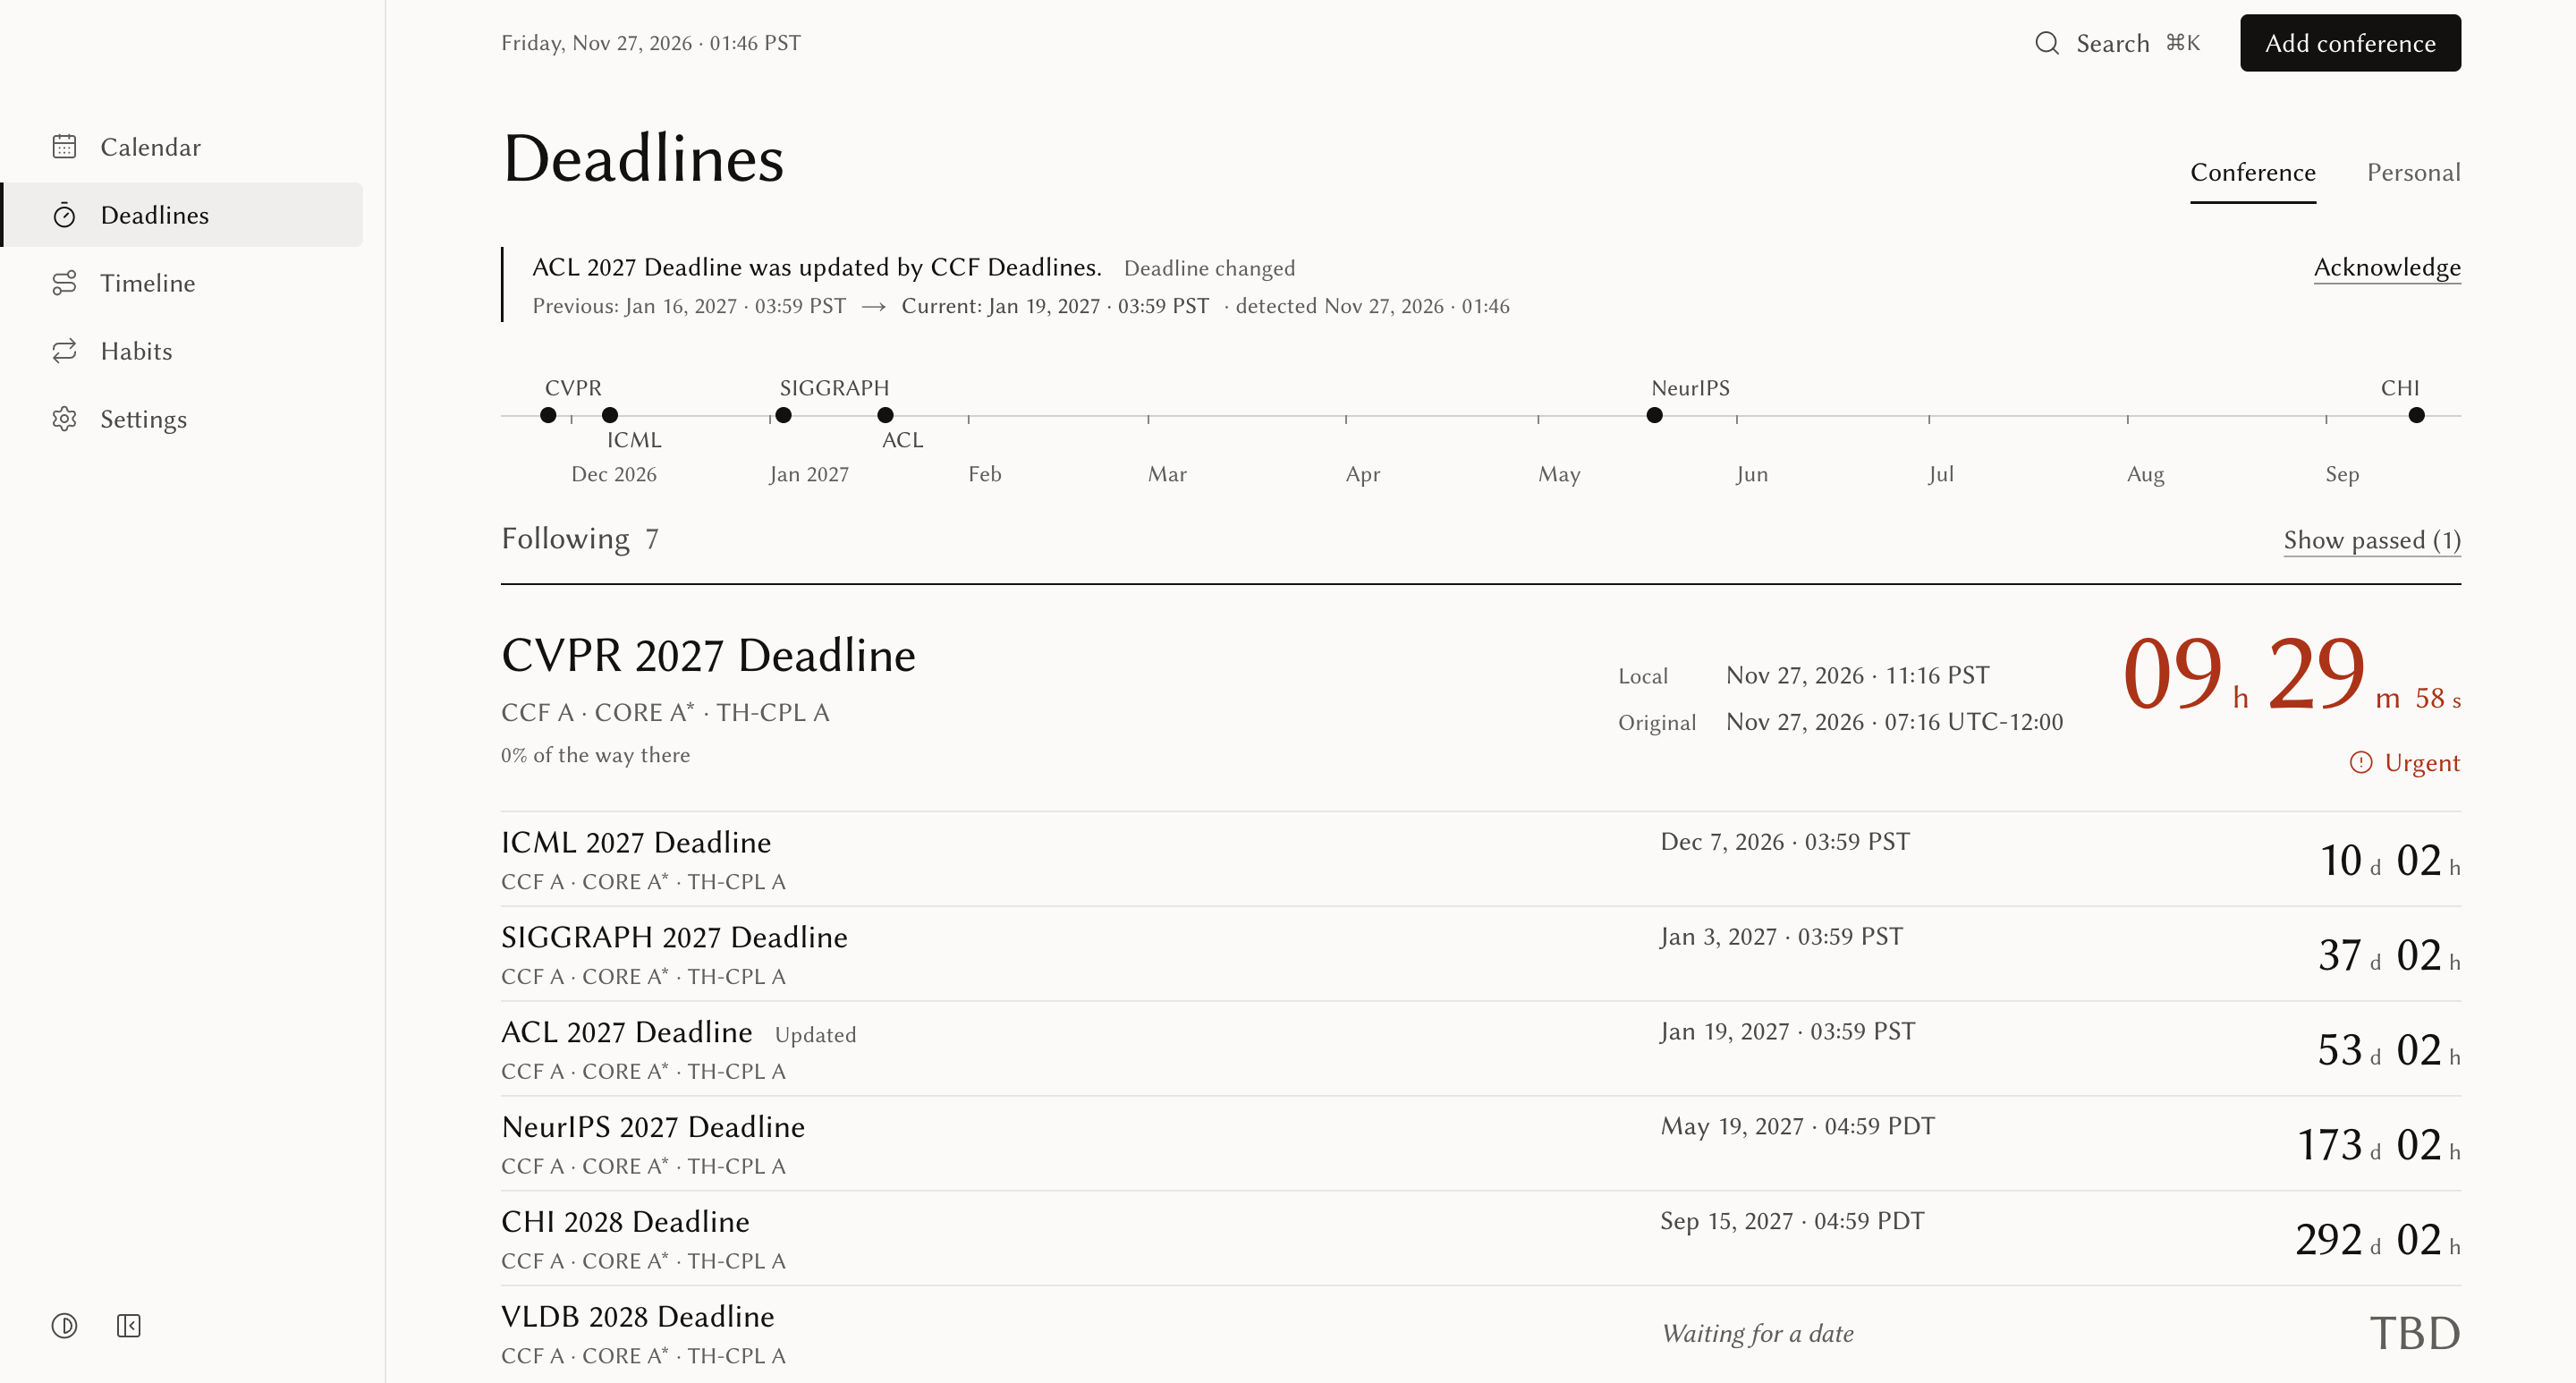 Friday, Nov 27, 2026 · 01:46 PST
Search ⌘K
Add conference
Calendar
Deadlines
Timeline
Habits
Settings
Deadlines
Conference
Personal
ACL 2027 Deadline was updated by CCF Deadlines. Deadline changed
Acknowledge
Previous: Jan 16, 2027 · 03:59 PST → Current: Jan 19, 2027 · 03:59 PST · detected Nov 27, 2026 · 01:46
CVPR SIGGRAPH NeurIPS CHI
ICML ACL
Dec 2026 Jan 2027 Feb Mar Apr May Jun Jul Aug Sep
Following 7
Show passed (1)
CVPR 2027 Deadline
CCF A · CORE A* · TH-CPL A
0% of the way there
Local Nov 27, 2026 · 11:16 PST
Original Nov 27, 2026 · 07:16 UTC-12:00
09 h 29 m 58 s
Urgent
ICML 2027 Deadline
CCF A · CORE A* · TH-CPL A
Dec 7, 2026 · 03:59 PST
10 d 02 h
SIGGRAPH 2027 Deadline
CCF A · CORE A* · TH-CPL A
Jan 3, 2027 · 03:59 PST
37 d 02 h
ACL 2027 Deadline Updated
CCF A · CORE A* · TH-CPL A
Jan 19, 2027 · 03:59 PST
53 d 02 h
NeurIPS 2027 Deadline
CCF A · CORE A* · TH-CPL A
May 19, 2027 · 04:59 PDT
173 d 02 h
CHI 2028 Deadline
CCF A · CORE A* · TH-CPL A
Sep 15, 2027 · 04:59 PDT
292 d 02 h
VLDB 2028 Deadline
CCF A · CORE A* · TH-CPL A
Waiting for a date
TBD